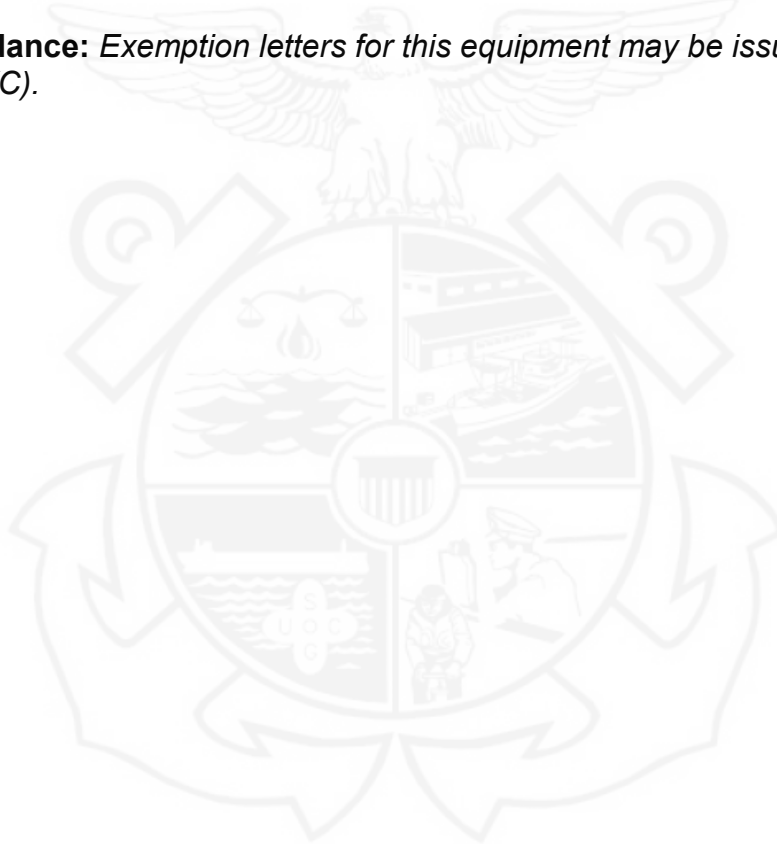 lance: Exemption letters for this equipment may be issu
C).
S
U O C
G